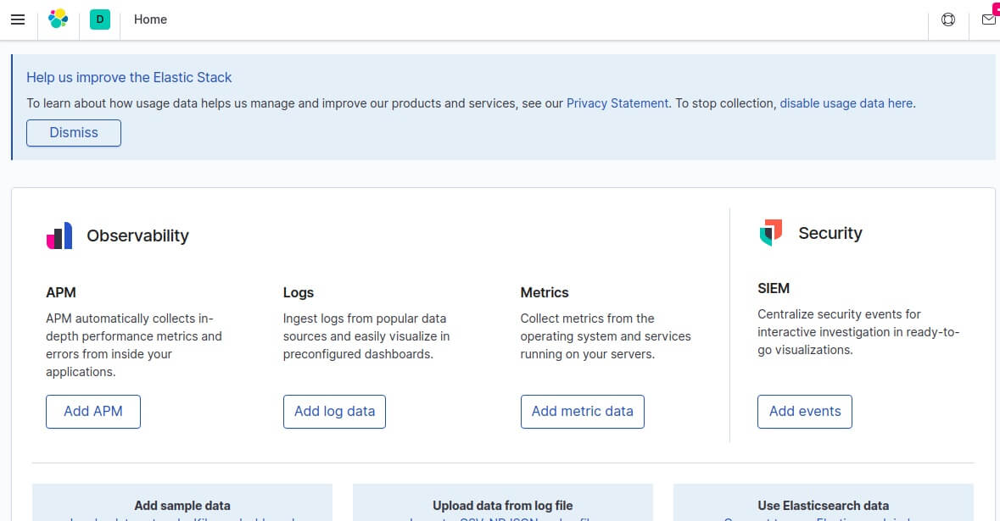 D Home
Help us improve the Elastic Stack
To learn about how usage data helps us manage and improve our products and services, see our Privacy Statement. To stop collection, disable usage data here.
Dismiss
Observability
Security
APM
APM automatically collects in-
depth performance metrics and
errors from inside your
applications.
Add APM
Logs
Ingest logs from popular data
sources and easily visualize in
preconfigured dashboards.
Add log data
Metrics
Collect metrics from the
operating system and services
running on your servers.
Add metric data
SIEM
Centralize security events for
interactive investigation in ready-to-
go visualizations.
Add events
Add sample data
Upload data from log file
Use Elasticsearch data